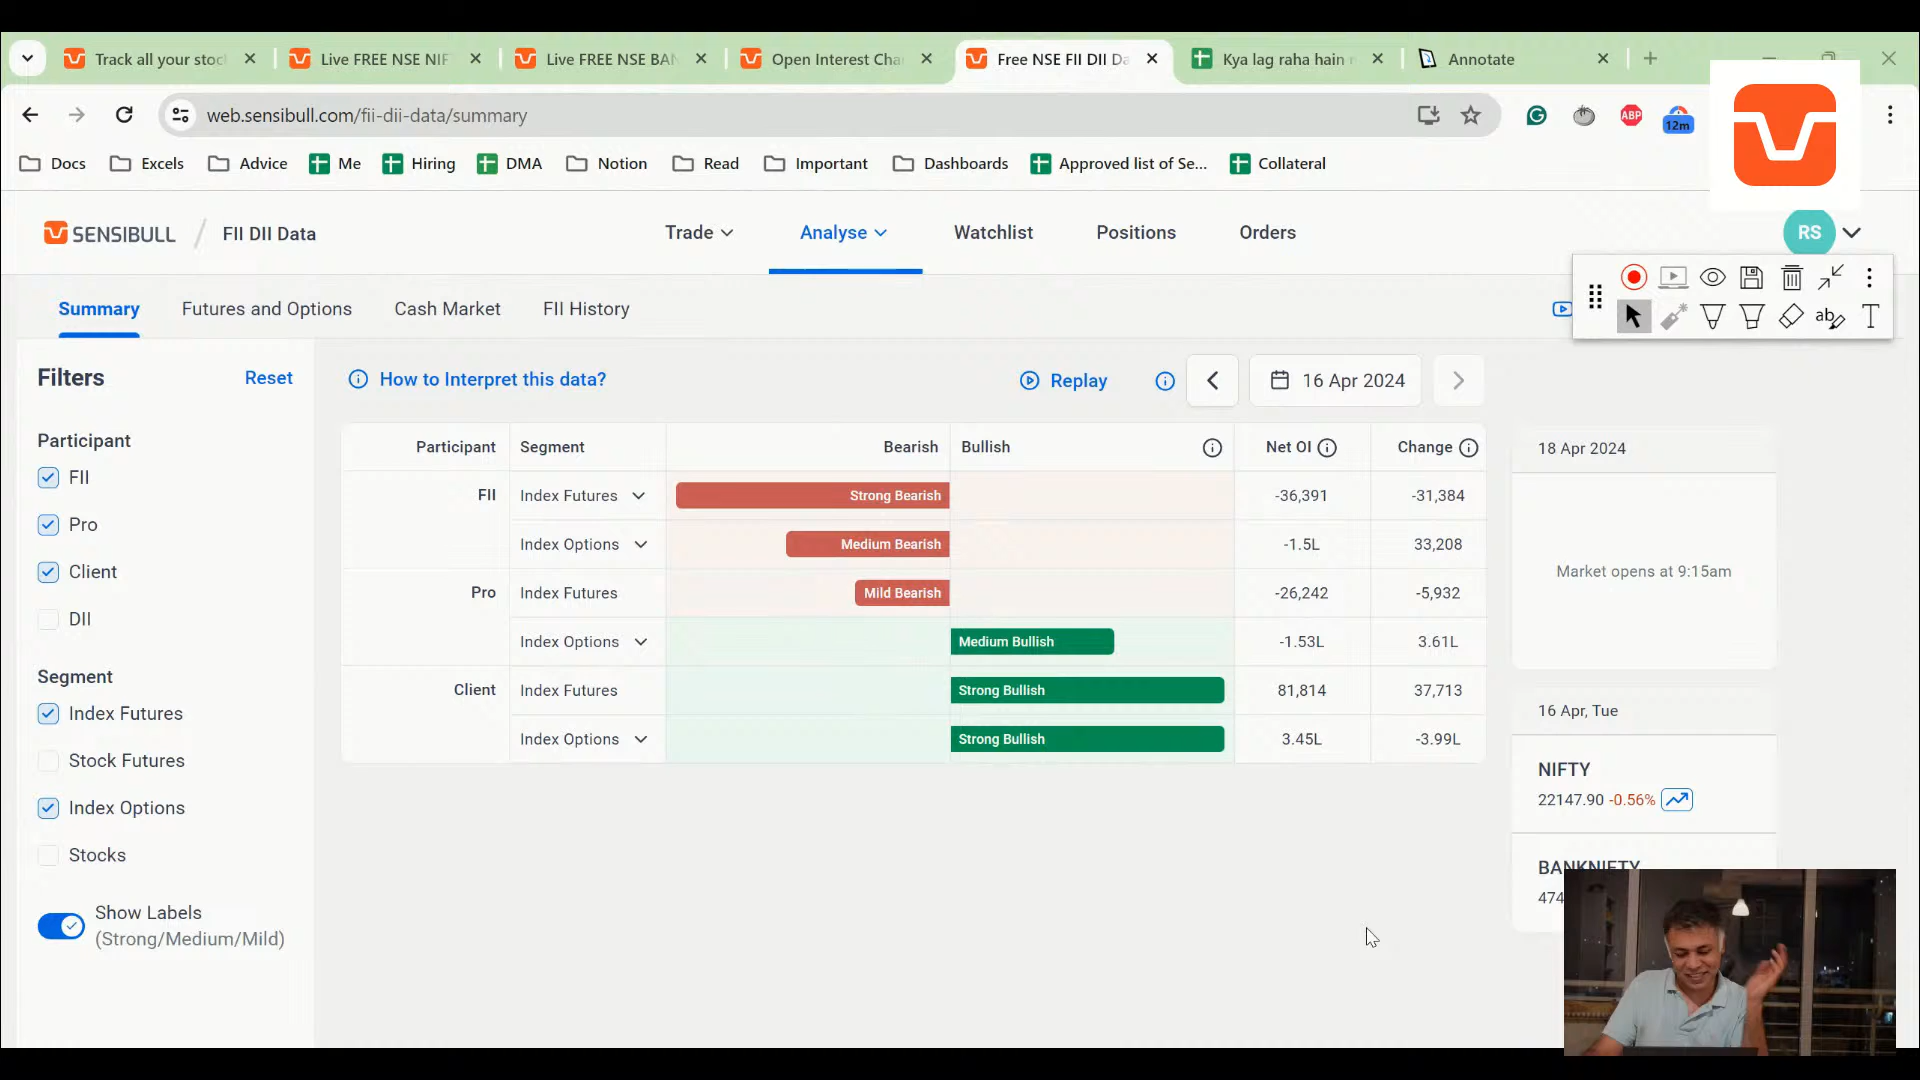 Track all your stoc
Live FREE NSE NIF
Live FREE NSE BAN
Open Interest Cha
Free NSE FII DII Da
Kya lag raha hain
Annotate
web.sensibull.com/fii-dii-data/summary
ABP
12m
Docs
Excels
Advice
Me
Hiring
DMA
Notion
Read
Important
Dashboards
Approved list of Se...
Collateral
SENSIBULL / FII DII Data
Trade
Analyse
Watchlist
Positions
Orders
RS
Summary
Futures and Options
Cash Market
FII History
Filters
Reset
Participant
FII
Pro
Client
DII
Segment
Index Futures
Stock Futures
Index Options
Stocks
Show Labels
(Strong/Medium/Mild)
How to Interpret this data?
Replay
16 Apr 2024
Participant Segment Bearish Bullish Net OI Change
FII Index Futures Strong Bearish -36,391 -31,384
Index Options Medium Bearish -1.5L 33,208
Pro Index Futures Mild Bearish -26,242 -5,932
Index Options Medium Bullish -1.53L 3.61L
Client Index Futures Strong Bullish 81,814 37,713
Index Options Strong Bullish 3.45L -3.99L
18 Apr 2024
Market opens at 9:15am
16 Apr, Tue
NIFTY
22147.90 -0.56%
BANKNIFTY
474